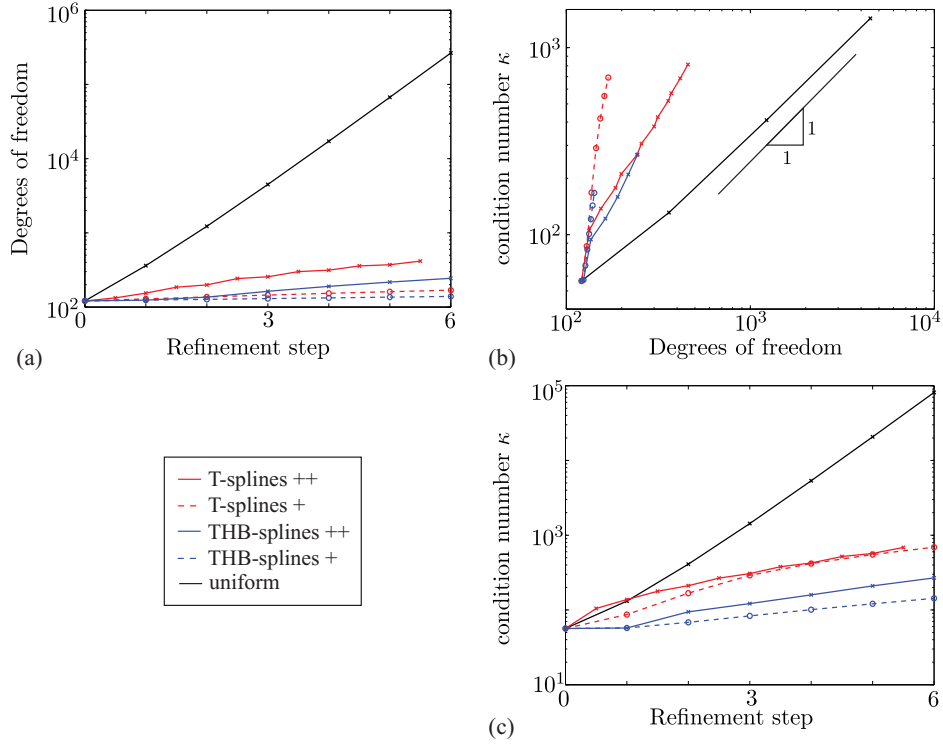 10^6
10^4
10^2
Degrees of freedom
0
3
6
Refinement step
(a)
10^3
10^2
condition nunmber κ
1
1
10^2
10^3
10^4
Degrees of freedom
(b)
T-splines ++
T-splines +
THB-splines ++
THB-splines +
uniform
10^5
10^3
10^1
condition nunmber κ
0
3
6
Refinement step
(c)